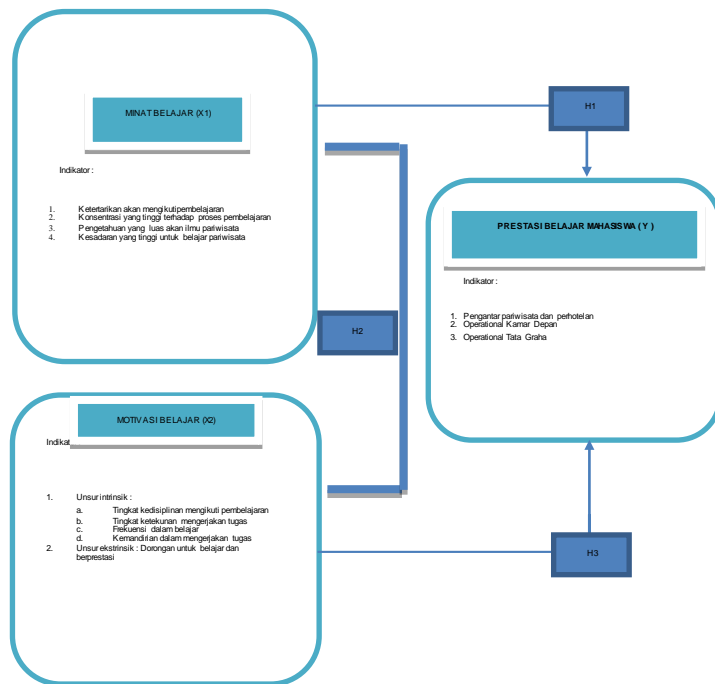 MINAT BELAJAR (X1)
Indikator :
1. Ketertarikan akan mengikuti pembelajaran
2. Konsentrasi yang tinggi terhadap proses pembelajaran
3. Pengetahuan yang luas akan ilmu pariwisata
4. Kesadaran yang tinggi untuk belajar pariwisata
H1
PRESTASI BELAJAR MAHASISWA ( Y )
Indikator :
1. Pengantar pariwisata dan perhotelan
2. Operational Kamar Depan
3. Operational Tata Graha
H2
MOTIVASI BELAJAR (X2)
Indikat
1. Unsur intrinsik :
a. Tingkat kedisiplinan mengikuti pembelajaran
b. Tingkat ketekunan mengerjakan tugas
c. Frekuensi dalam belajar
d. Kemandirian dalam mengerjakan tugas
2. Unsur ekstrinsik : Dorongan untuk belajar dan
berprestasi
H3